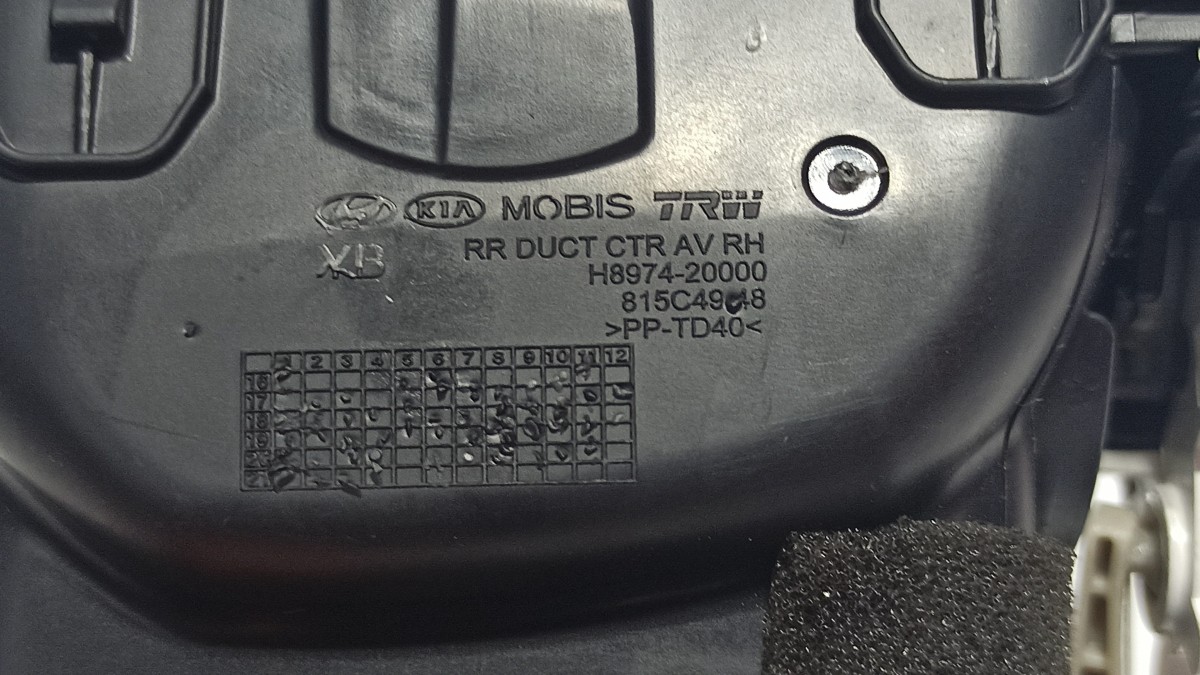 KIA MOBIS TRW
XB RR DUCT CTR AV RH
H8974-20000
>PP-TD40<
1 2 3 4 5 6 7 8 9 10 11 12
16
17
18
19